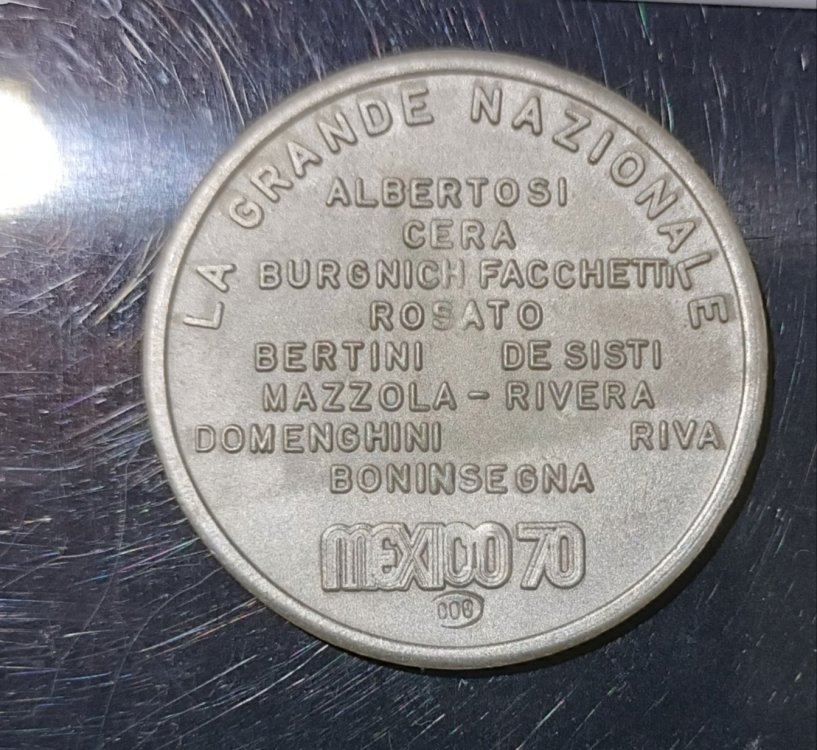 LA GRANDE NAZIONALE
ALBERTOSI
CERA
BURGNICH FACCHETTI
ROSATO
BERTINI DE SISTI
MAZZOLA - RIVERA
DOMENGHINI RIVA
BONINSEGNA
MEXICO 70